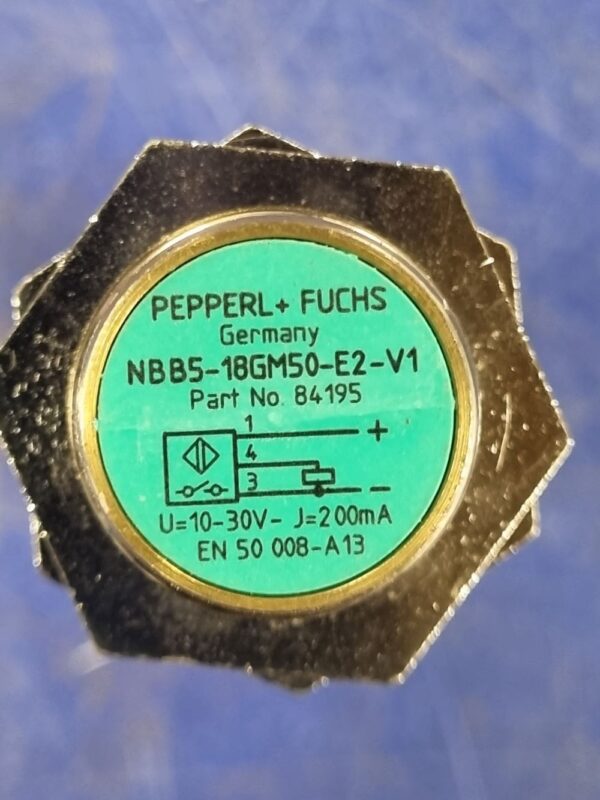 PEPPERL+ FUCHS
Germany
NBB5-18GM50-E2-V1
Part No. 84195
1
+
4
3
-
U=10-30V- J=200mA
EN 50 008-A13